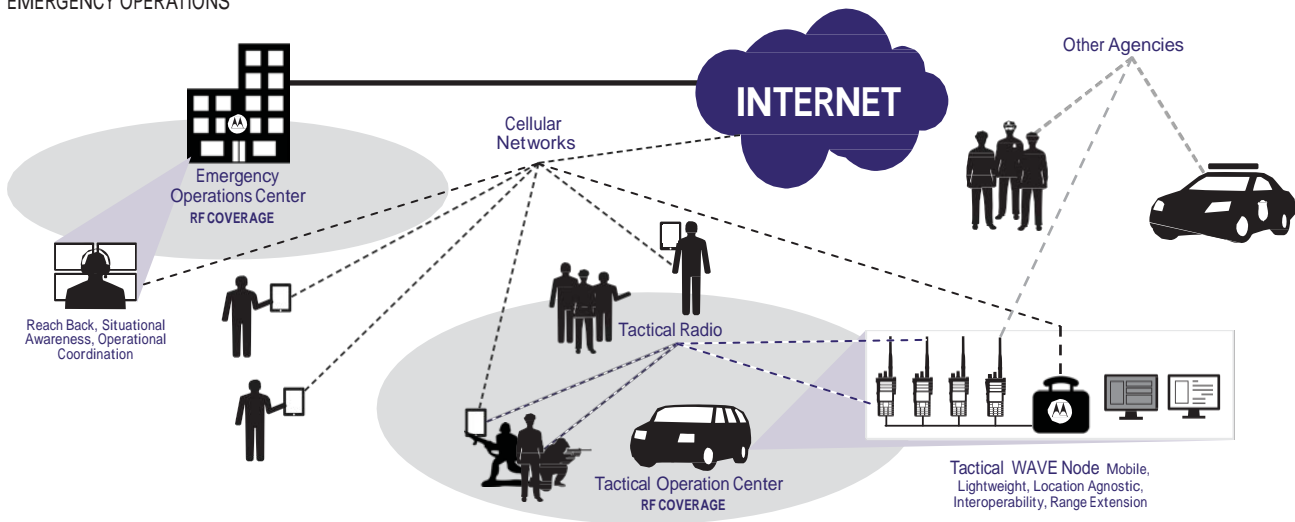 EMERGENCY OPERATIONS
INTERNET
Other Agencies
Cellular
Networks
Emergency
Operations Center
RF COVERAGE
Reach Back, Situational
Awareness, Operational
Coordination
Tactical Radio
Tactical Operation Center
RF COVERAGE
Tactical WAVE Node Mobile,
Lightweight, Location Agnostic,
Interoperability, Range Extension